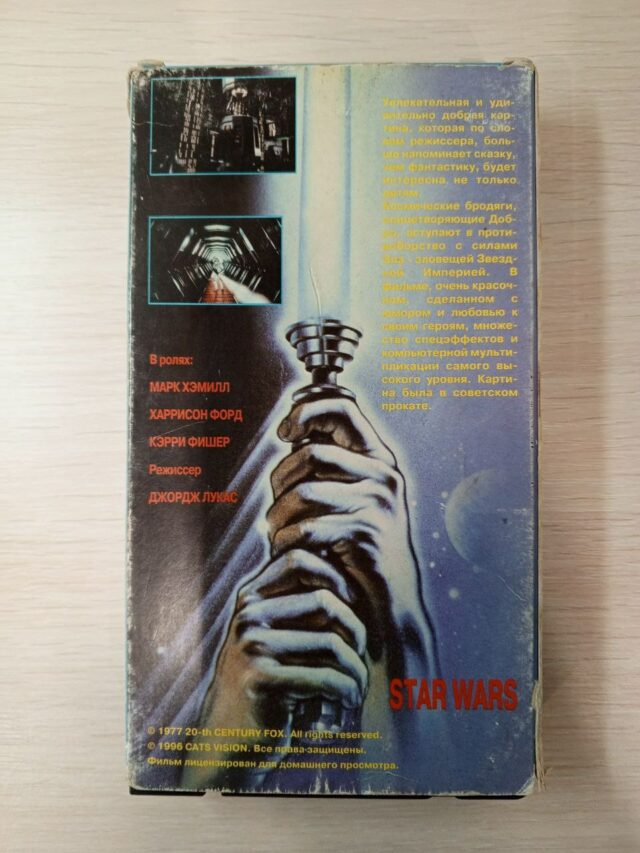 Увлекательная и уди-
вительно добрая кар-
тина, которая по сло-
вам режиссера, боль-
ше напоминает сказку,
чем фантастику, будет
интересна не только
детям.
Космические бродяги,
олицетворяющие Доб-
ро, вступают в проти-
воборство с силами
Зла - зловещей Звезд-
ной Империей. В
фильме, очень красоч-
ном, сделанном с
юмором и любовью к
своим героям, множе-
ство спецэффектов и
компьютерной мульти-
пликации самого вы-
сокого уровня. Карти-
на была в советском
прокате.
В ролях:
МАРК ХЭМИЛЛ
ХАРРИСОН ФОРД
КЭРРИ ФИШЕР
Режиссер
ДЖОРДЖ ЛУКАС
STAR WARS
© 1977 20-th CENTURY FOX. All rights reserved.
© 1996 CATS VISION. Все права защищены.
Фильм лицензирован для домашнего просмотра.